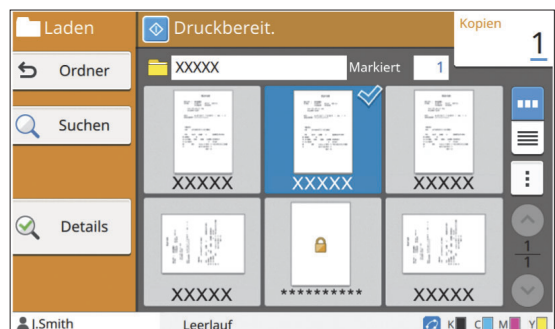 Laden
Druckbereit.
Kopien
1
Ordner
XXXXX
Markiert
1
Suchen
XXXXX
XXXXX
XXXXX
Details
1
1
XXXXX
**********
XXXXX
J.Smith
Leerlauf
K C M Y